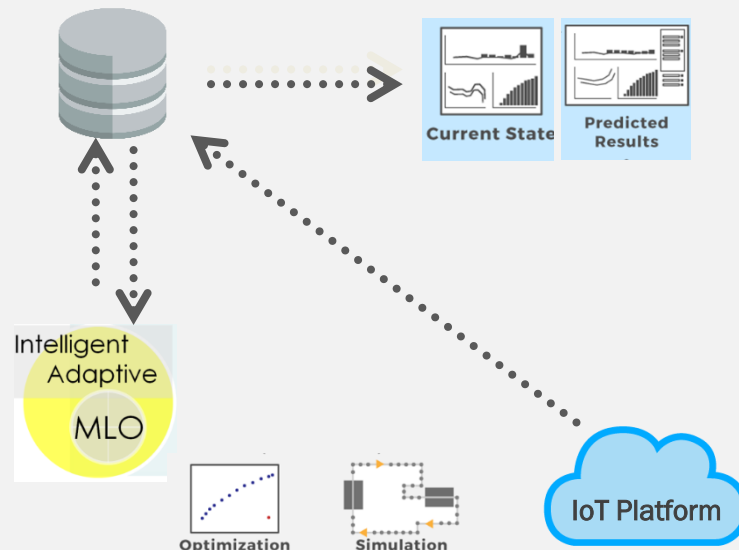 Current State
Predicted
Results
Intelligent
Adaptive
MLO
IoT Platform
Optimization
Simulation